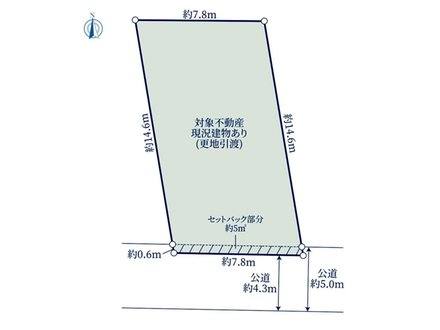 約7.8m
約14.6m
約14.6m
対象不動産
現況建物あり
(更地引渡)
セットバック部分
約5㎡
約0.6m
約7.8m
公道
約4.3m
公道
約5.0m